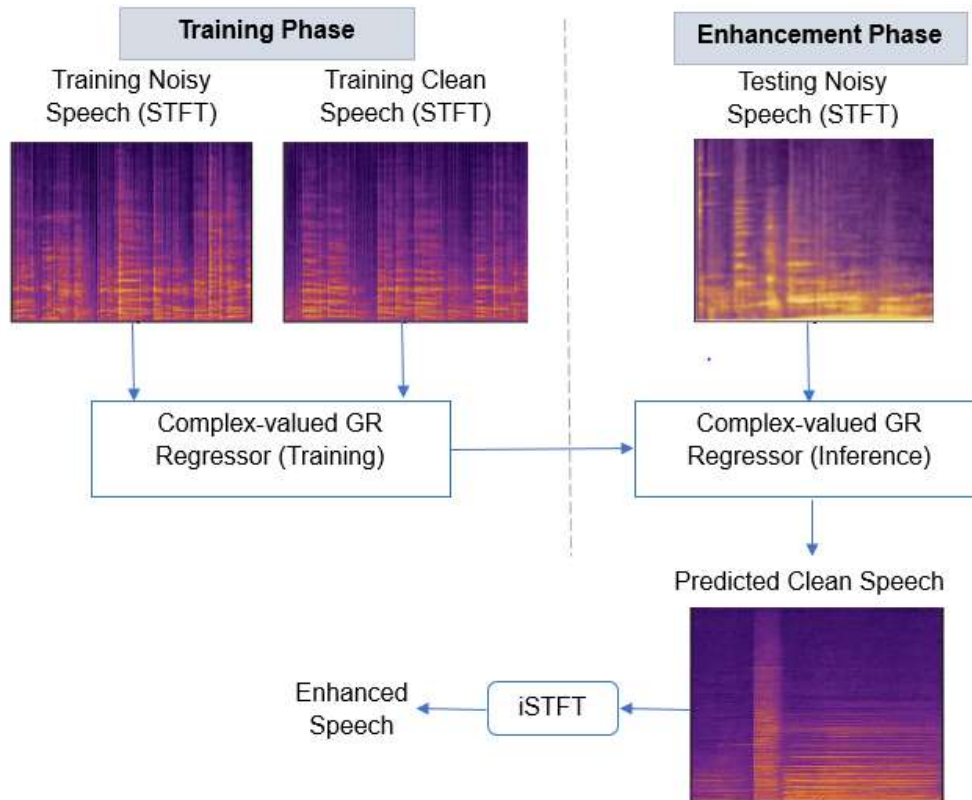 Training Phase
Training Noisy
Speech (STFT)
Training Clean
Speech (STFT)
Complex-valued GR
Regressor (Training)
Enhancement Phase
Testing Noisy
Speech (STFT)
Complex-valued GR
Regressor (Inference)
Predicted Clean Speech
iSTFT
Enhanced
Speech